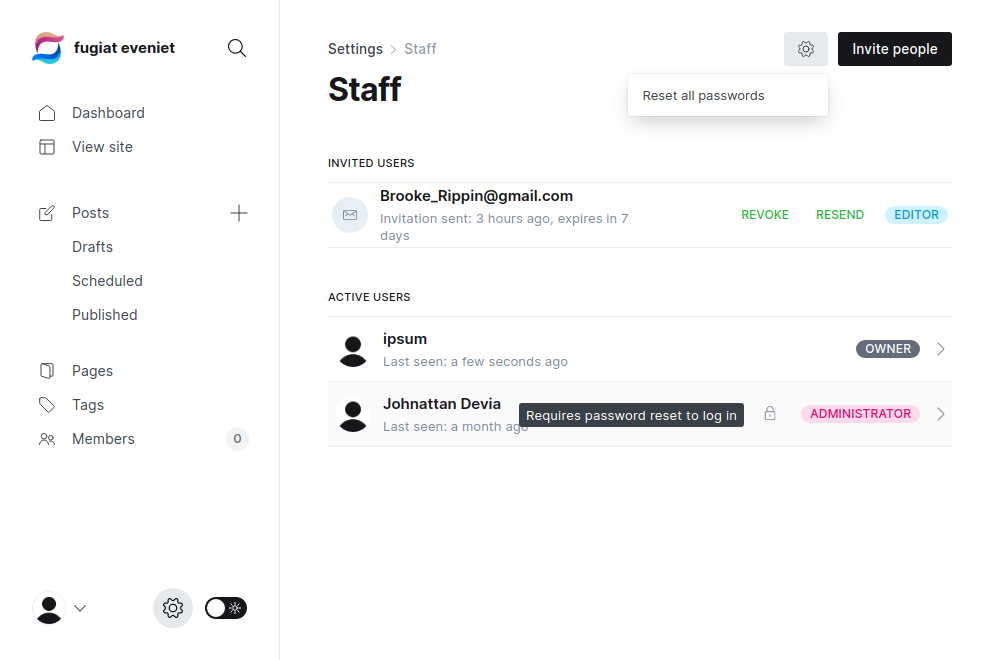 fugiat eveniet
Dashboard
View site
Posts
Drafts
Scheduled
Published
Pages
Tags
Members
0
Settings
Staff
Invite people
Staff
Reset all passwords
INVITED USERS
Brooke_Rippin@gmail.com
Invitation sent: 3 hours ago, expires in 7
days
REVOKE
RESEND
EDITOR
ACTIVE USERS
ipsum
Last seen: a few seconds ago
OWNER
Johnattan Devia
Last seen: a month ago
Requires password reset to log in
ADMINISTRATOR